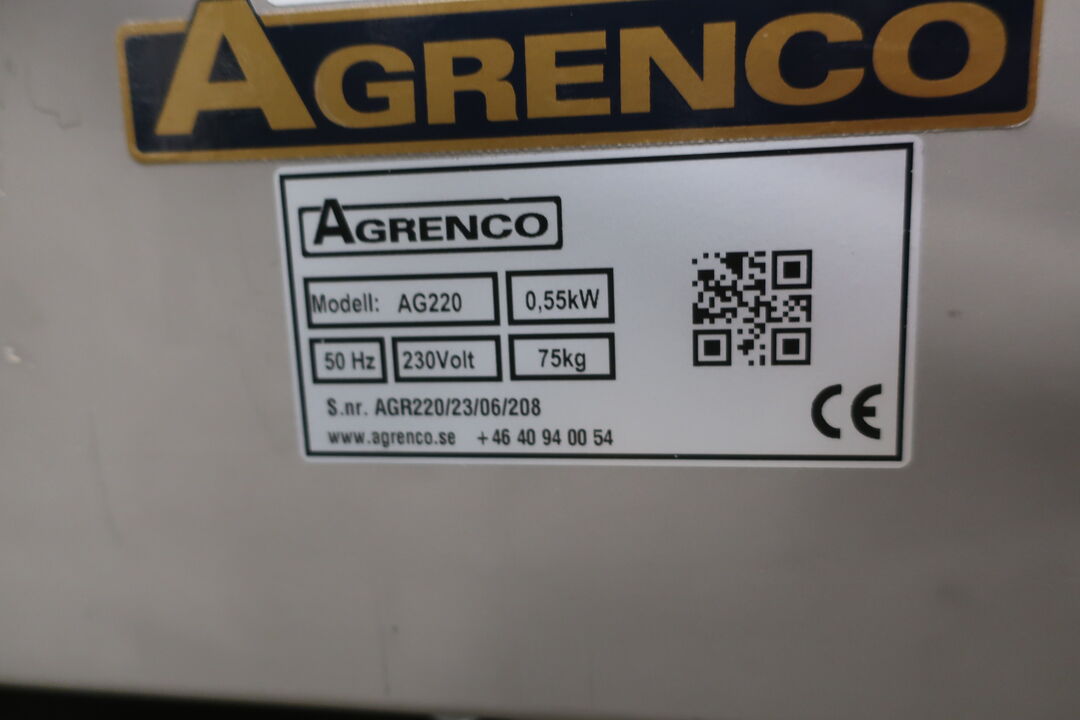 AGRENCO
AGRENCO
Modell: AG220 0,55kW
50 Hz 230Volt 75kg
S.nr. AGR220/23/06/208
www.agrenco.se +46 40 94 00 54
CE